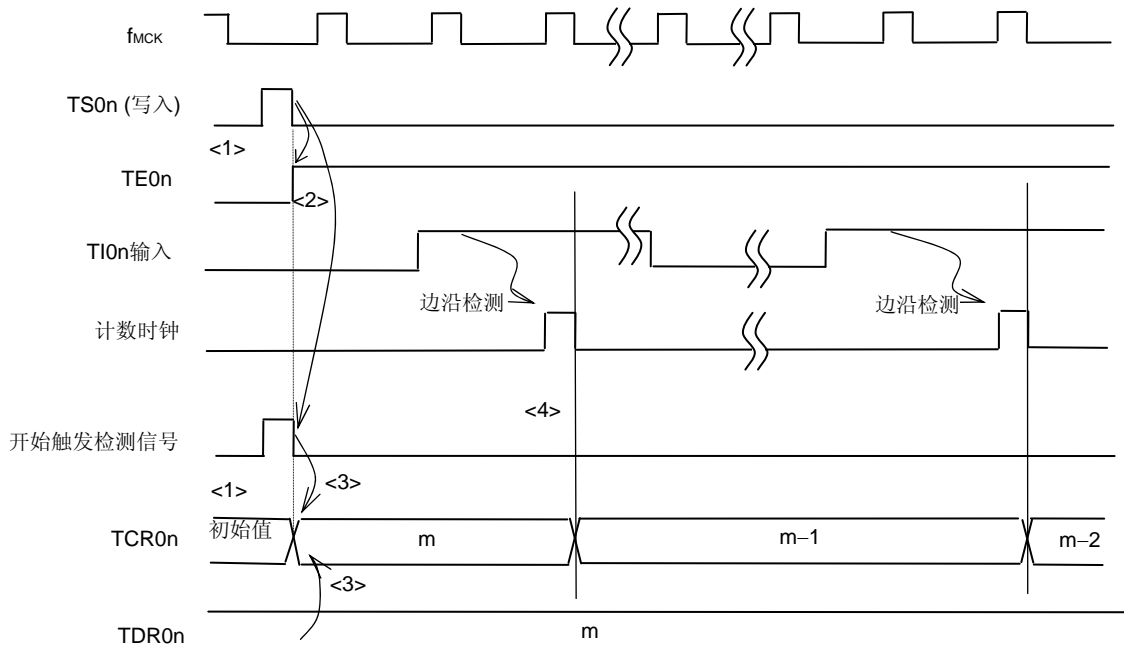 fMCK
TS0n (写入)
<1>
TE0n
<2>
TI0n输入
边沿检测
边沿检测
计数时钟
<4>
开始触发检测信号
<1>
<3>
TCR0n
初始值
m
m−1
m−2
<3>
TDR0n
m